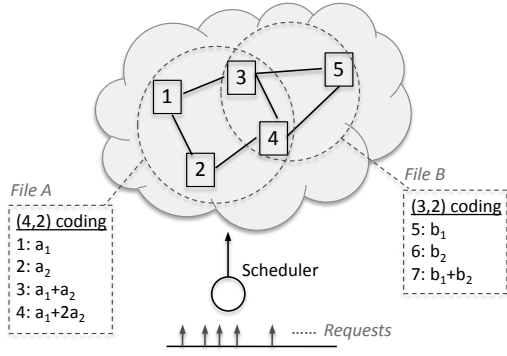 1
2
3
4
5
File A
(4,2) coding
1: a₁
2: a₂
3: a₁+a₂
4: a₁+2a₂
File B
(3,2) coding
5: b₁
6: b₂
7: b₁+b₂
Scheduler
...... Requests